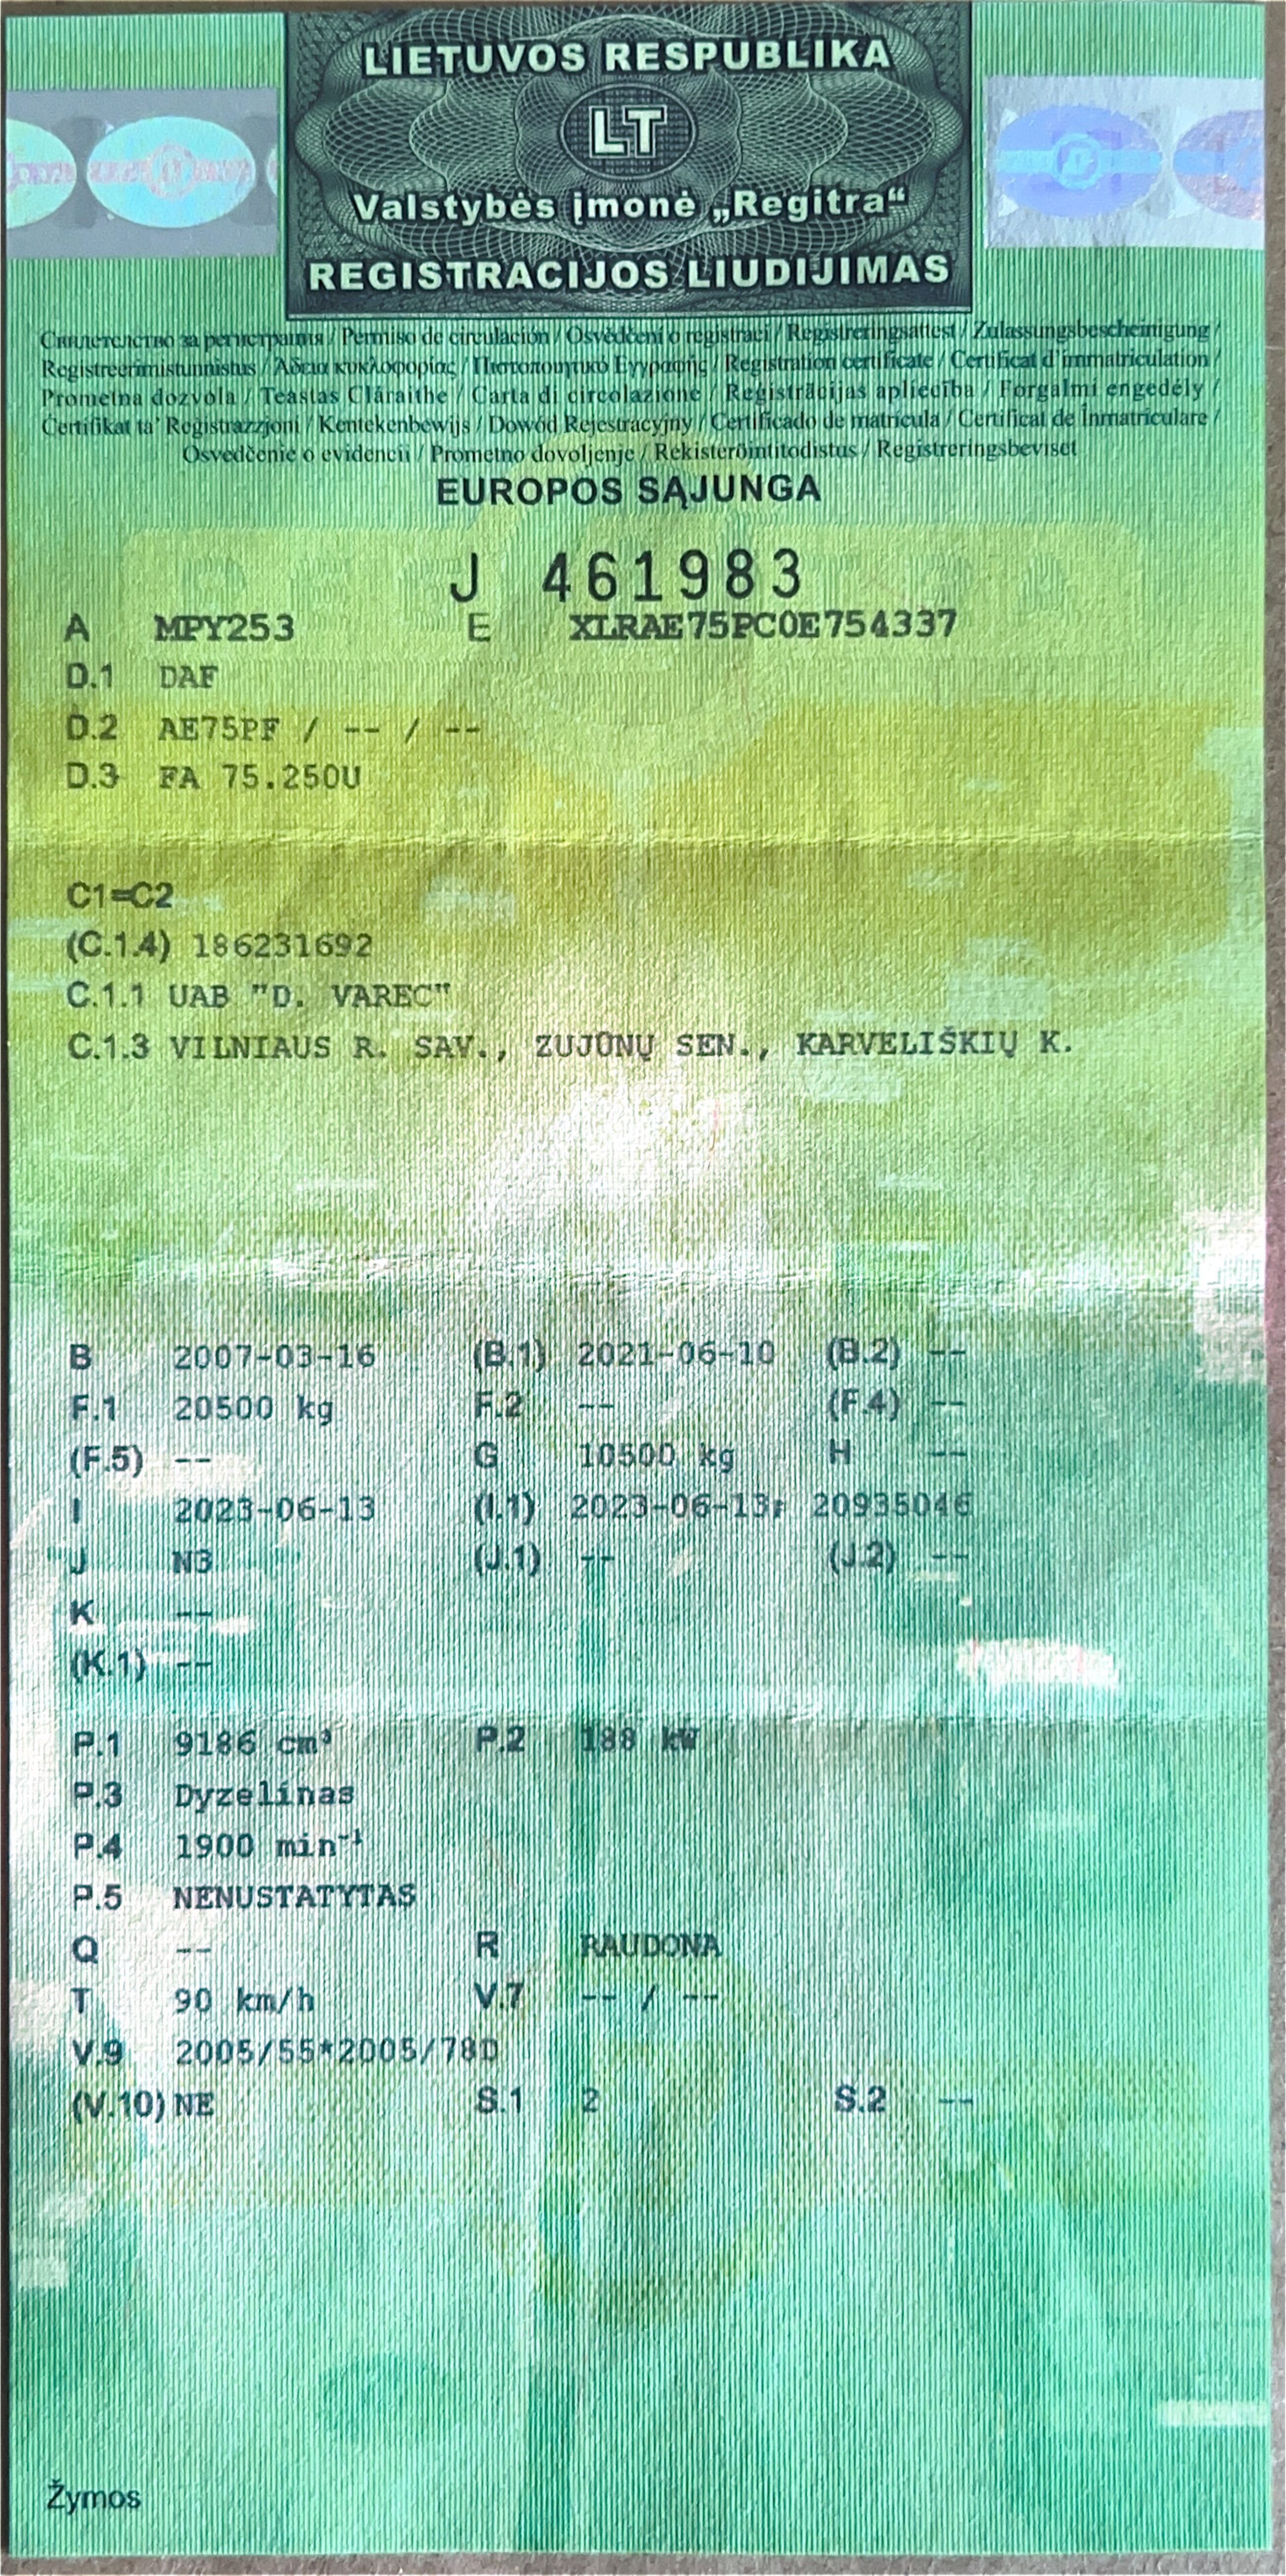 LIETUVOS RESPUBLIKA
LT
Valstybės įmonė „Regitra“
REGISTRACIJOS LIUDIJIMAS
Свидетелство за регистрация / Permiso de circulación / Osvědčení o registraci / Registreringsattest / Zulassungsbescheinigung /
Registreerimistunnistus / Άδεια κυκλοφορίας / Πιστοποιητικό Εγγραφής / Registration certificate / Certificat d'immatriculation /
Prometna dozvola / Teastas Cláraithe / Carta di circolazione / Reģistrācijas apliecība / Forgalmi engedély /
Ċertifikat ta' Reġistrazzjoni / Kentekenbewijs / Dowód Rejestracyjny / Certificado de matrícula / Certificat de Înmatriculare /
Osvedčenie o evidencii / Prometno dovoljenje / Rekisteröintitodistus / Registreringsbeviset
EUROPOS SĄJUNGA
J 461983
A MPY253 E XLRAE75PC0E754337
D.1 DAF
D.2 AE75PF / -- / --
D.3 FA 75.250U
C1=C2
(C.1.4) 186231692
C.1.1 UAB "D. VAREC"
C.1.3 VILNIAUS R. SAV., ZUJŪNŲ SEN., KARVELIŠKIŲ K.
B 2007-03-16 (B.1) 2021-06-10 (B.2) --
F.1 20500 kg F.2 -- (F.4) --
(F.5) -- G 10500 kg H --
I 2023-06-13 (I.1) 2023-06-13; 20935046
J N3 (J.1) -- (J.2) --
K --
(K.1) --
P.1 9186 cm³ P.2 188 kW
P.3 Dyzelinas
P.4 1900 min⁻¹
P.5 NENUSTATYTAS
Q -- R RAUDONA
T 90 km/h V.7 -- / --
V.9 2005/55*2005/78D
(V.10) NE S.1 2 S.2 --
Žymos